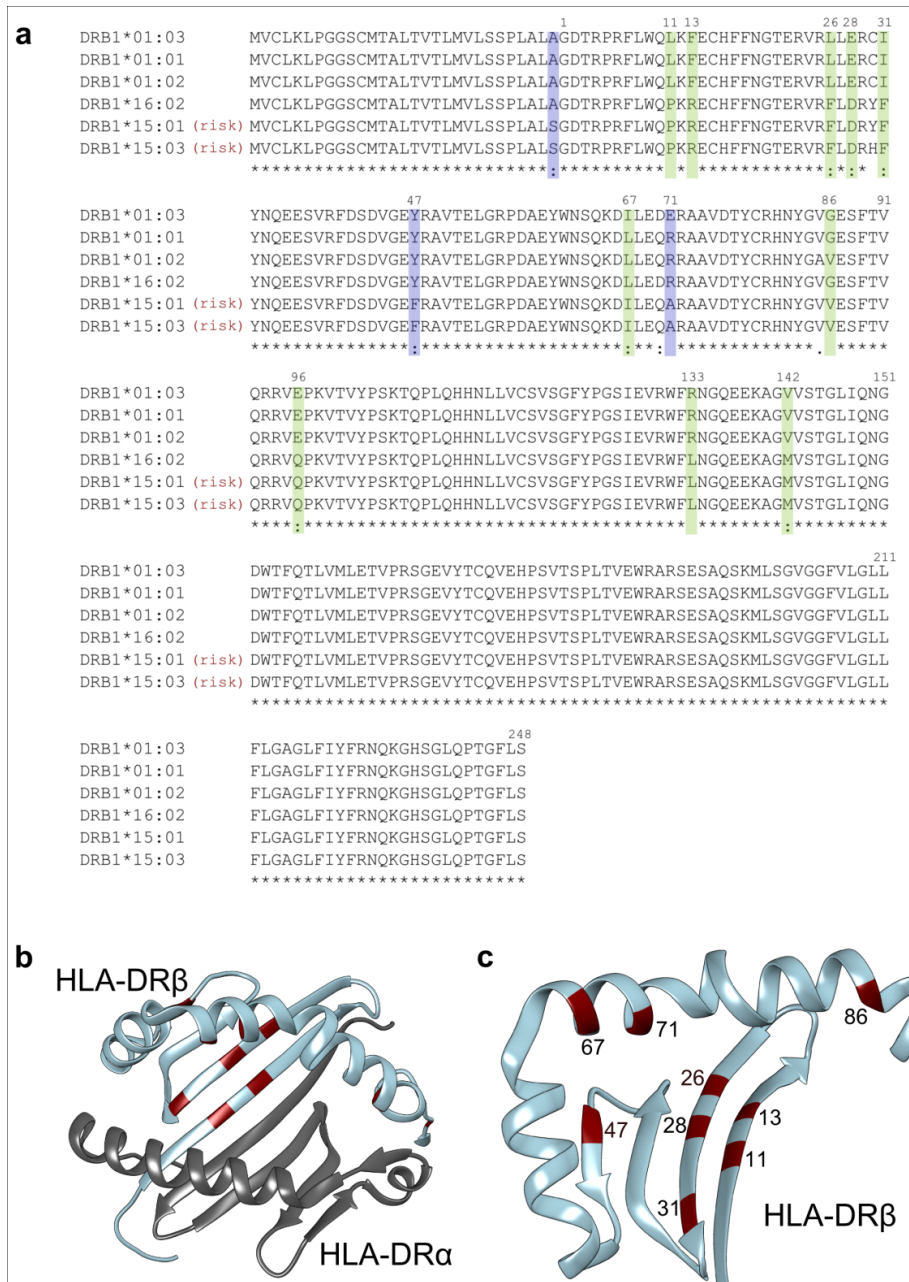 a
1 11 13 26 28 31
DRB1*01:03 MVCLKLPGGSCMTALTVTLMVLSSPLALAGDTRPRFLWQLKFECHFFNGTERVRLLERCI
DRB1*01:01 MVCLKLPGGSCMTALTVTLMVLSSPLALAGDTRPRFLWQLKFECHFFNGTERVRLLERCI
DRB1*01:02 MVCLKLPGGSCMTALTVTLMVLSSPLALAGDTRPRFLWQLKFECHFFNGTERVRLLERCI
DRB1*16:02 MVCLKLPGGSCMTALTVTLMVLSSPLALAGDTRPRFLWQPKRECHFFNGTERVRFLDRYF
DRB1*15:01 (risk) MVCLKLPGGSCMTALTVTLMVLSSPLALSGDTRPRFLWQPKRECHFFNGTERVRFLDRYF
DRB1*15:03 (risk) MVCLKLPGGSCMTALTVTLMVLSSPLALSGDTRPRFLWQPKRECHFFNGTERVRFLDRHF
****************************:********** * ************:*:* :
47 67 71 86 91
DRB1*01:03 YNQEESVRFDSDVGEYRAVTELGRPDAEYWNSQKDILEDERAAVDTYCRHNYGVGESFTV
DRB1*01:01 YNQEESVRFDSDVGEYRAVTELGRPDAEYWNSQKDLLEQRRAAVDTYCRHNYGVGESFTV
DRB1*01:02 YNQEESVRFDSDVGEYRAVTELGRPDAEYWNSQKDLLEQRRAAVDTYCRHNYGAVESFTV
DRB1*16:02 YNQEESVRFDSDVGEYRAVTELGRPDAEYWNSQKDLLEDRRAAVDTYCRHNYGVGESFTV
DRB1*15:01 (risk) YNQEESVRFDSDVGEFRAVTELGRPDAEYWNSQKDILEQARAAVDTYCRHNYGVVESFTV
DRB1*15:03 (risk) YNQEESVRFDSDVGEFRAVTELGRPDAEYWNSQKDILEQARAAVDTYCRHNYGVVESFTV
***************:*******************:**: *************. *****
96 133 142 151
DRB1*01:03 QRRVEPKVTVYPSKTQPLQHHNLLVCSVSGFYPGSIEVRWFRNGQEEKAGVVSTGLIQNG
DRB1*01:01 QRRVEPKVTVYPSKTQPLQHHNLLVCSVSGFYPGSIEVRWFRNGQEEKAGVVSTGLIQNG
DRB1*01:02 QRRVEPKVTVYPSKTQPLQHHNLLVCSVSGFYPGSIEVRWFRNGQEEKAGVVSTGLIQNG
DRB1*16:02 QRRVQPKVTVYPSKTQPLQHHNLLVCSVSGFYPGSIEVRWFLNGQEEKAGMVSTGLIQNG
DRB1*15:01 (risk) QRRVQPKVTVYPSKTQPLQHHNLLVCSVSGFYPGSIEVRWFLNGQEEKAGMVSTGLIQNG
DRB1*15:03 (risk) QRRVQPKVTVYPSKTQPLQHHNLLVCSVSGFYPGSIEVRWFLNGQEEKAGMVSTGLIQNG
****:************************************ ********:*********
211
DRB1*01:03 DWTFQTLVMLETVPRSGEVYTCQVEHPSVTSPLTVEWRARSESAQSKMLSGVGGFVLGLL
DRB1*01:01 DWTFQTLVMLETVPRSGEVYTCQVEHPSVTSPLTVEWRARSESAQSKMLSGVGGFVLGLL
DRB1*01:02 DWTFQTLVMLETVPRSGEVYTCQVEHPSVTSPLTVEWRARSESAQSKMLSGVGGFVLGLL
DRB1*16:02 DWTFQTLVMLETVPRSGEVYTCQVEHPSVTSPLTVEWRARSESAQSKMLSGVGGFVLGLL
DRB1*15:01 (risk) DWTFQTLVMLETVPRSGEVYTCQVEHPSVTSPLTVEWRARSESAQSKMLSGVGGFVLGLL
DRB1*15:03 (risk) DWTFQTLVMLETVPRSGEVYTCQVEHPSVTSPLTVEWRARSESAQSKMLSGVGGFVLGLL
************************************************************
248
DRB1*01:03 FLGAGLFIYFRNQKGHSGLQPTGFLS
DRB1*01:01 FLGAGLFIYFRNQKGHSGLQPTGFLS
DRB1*01:02 FLGAGLFIYFRNQKGHSGLQPTGFLS
DRB1*16:02 FLGAGLFIYFRNQKGHSGLQPTGFLS
DRB1*15:01 FLGAGLFIYFRNQKGHSGLQPTGFLS
DRB1*15:03 FLGAGLFIYFRNQKGHSGLQPTGFLS
**************************
b
HLA-DRβ
HLA-DRα
c
67
71
86
26
13
28
47
11
31
HLA-DRβ